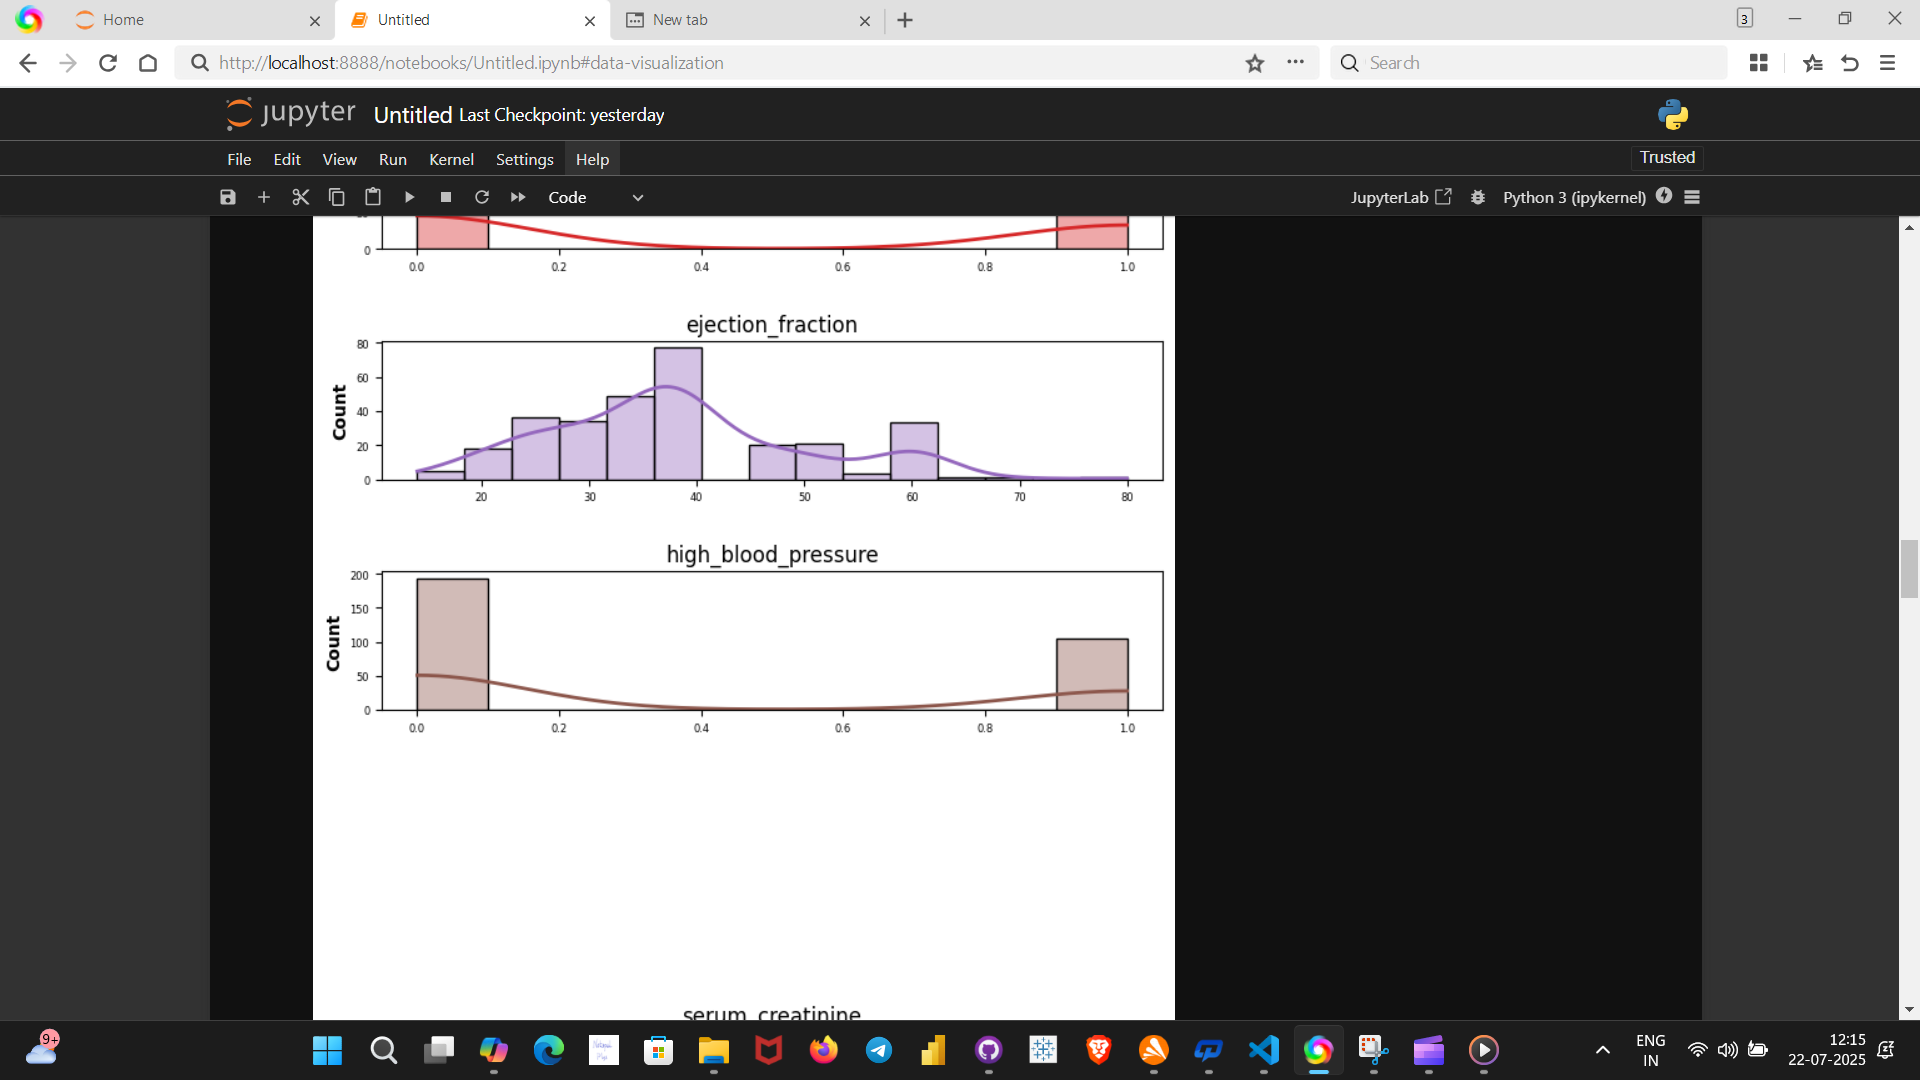 Home
Untitled
New tab
3
http://localhost:8888/notebooks/Untitled.ipynb#data-visualization
Search
jupyter Untitled Last Checkpoint: yesterday
File Edit View Run Kernel Settings Help
Trusted
Code
JupyterLab
Python 3 (ipykernel)
0
0.0 0.2 0.4 0.6 0.8 1.0
ejection_fraction
Count
80
60
40
20
0
20 30 40 50 60 70 80
high_blood_pressure
Count
200
150
100
50
0
0.0 0.2 0.4 0.6 0.8 1.0
serum_creatinine
9+
ENG
IN
12:15
22-07-2025